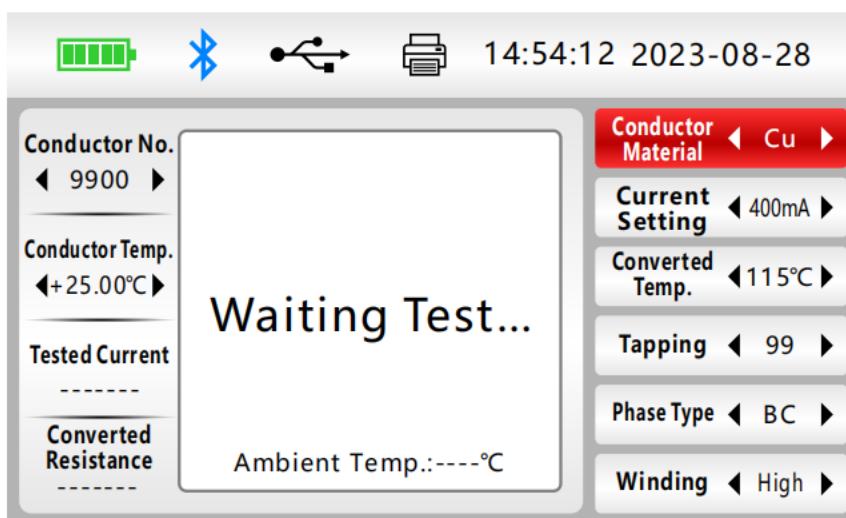 14:54:12 2023-08-28
Conductor No.
9900
Conductor Temp.
+25.00℃
Tested Current
-------
Converted
Resistance
-------
Waiting Test...
Ambient Temp.:----℃
Conductor
Material
Cu
Current
Setting
400mA
Converted
Temp.
115℃
Tapping
99
Phase Type
BC
Winding
High